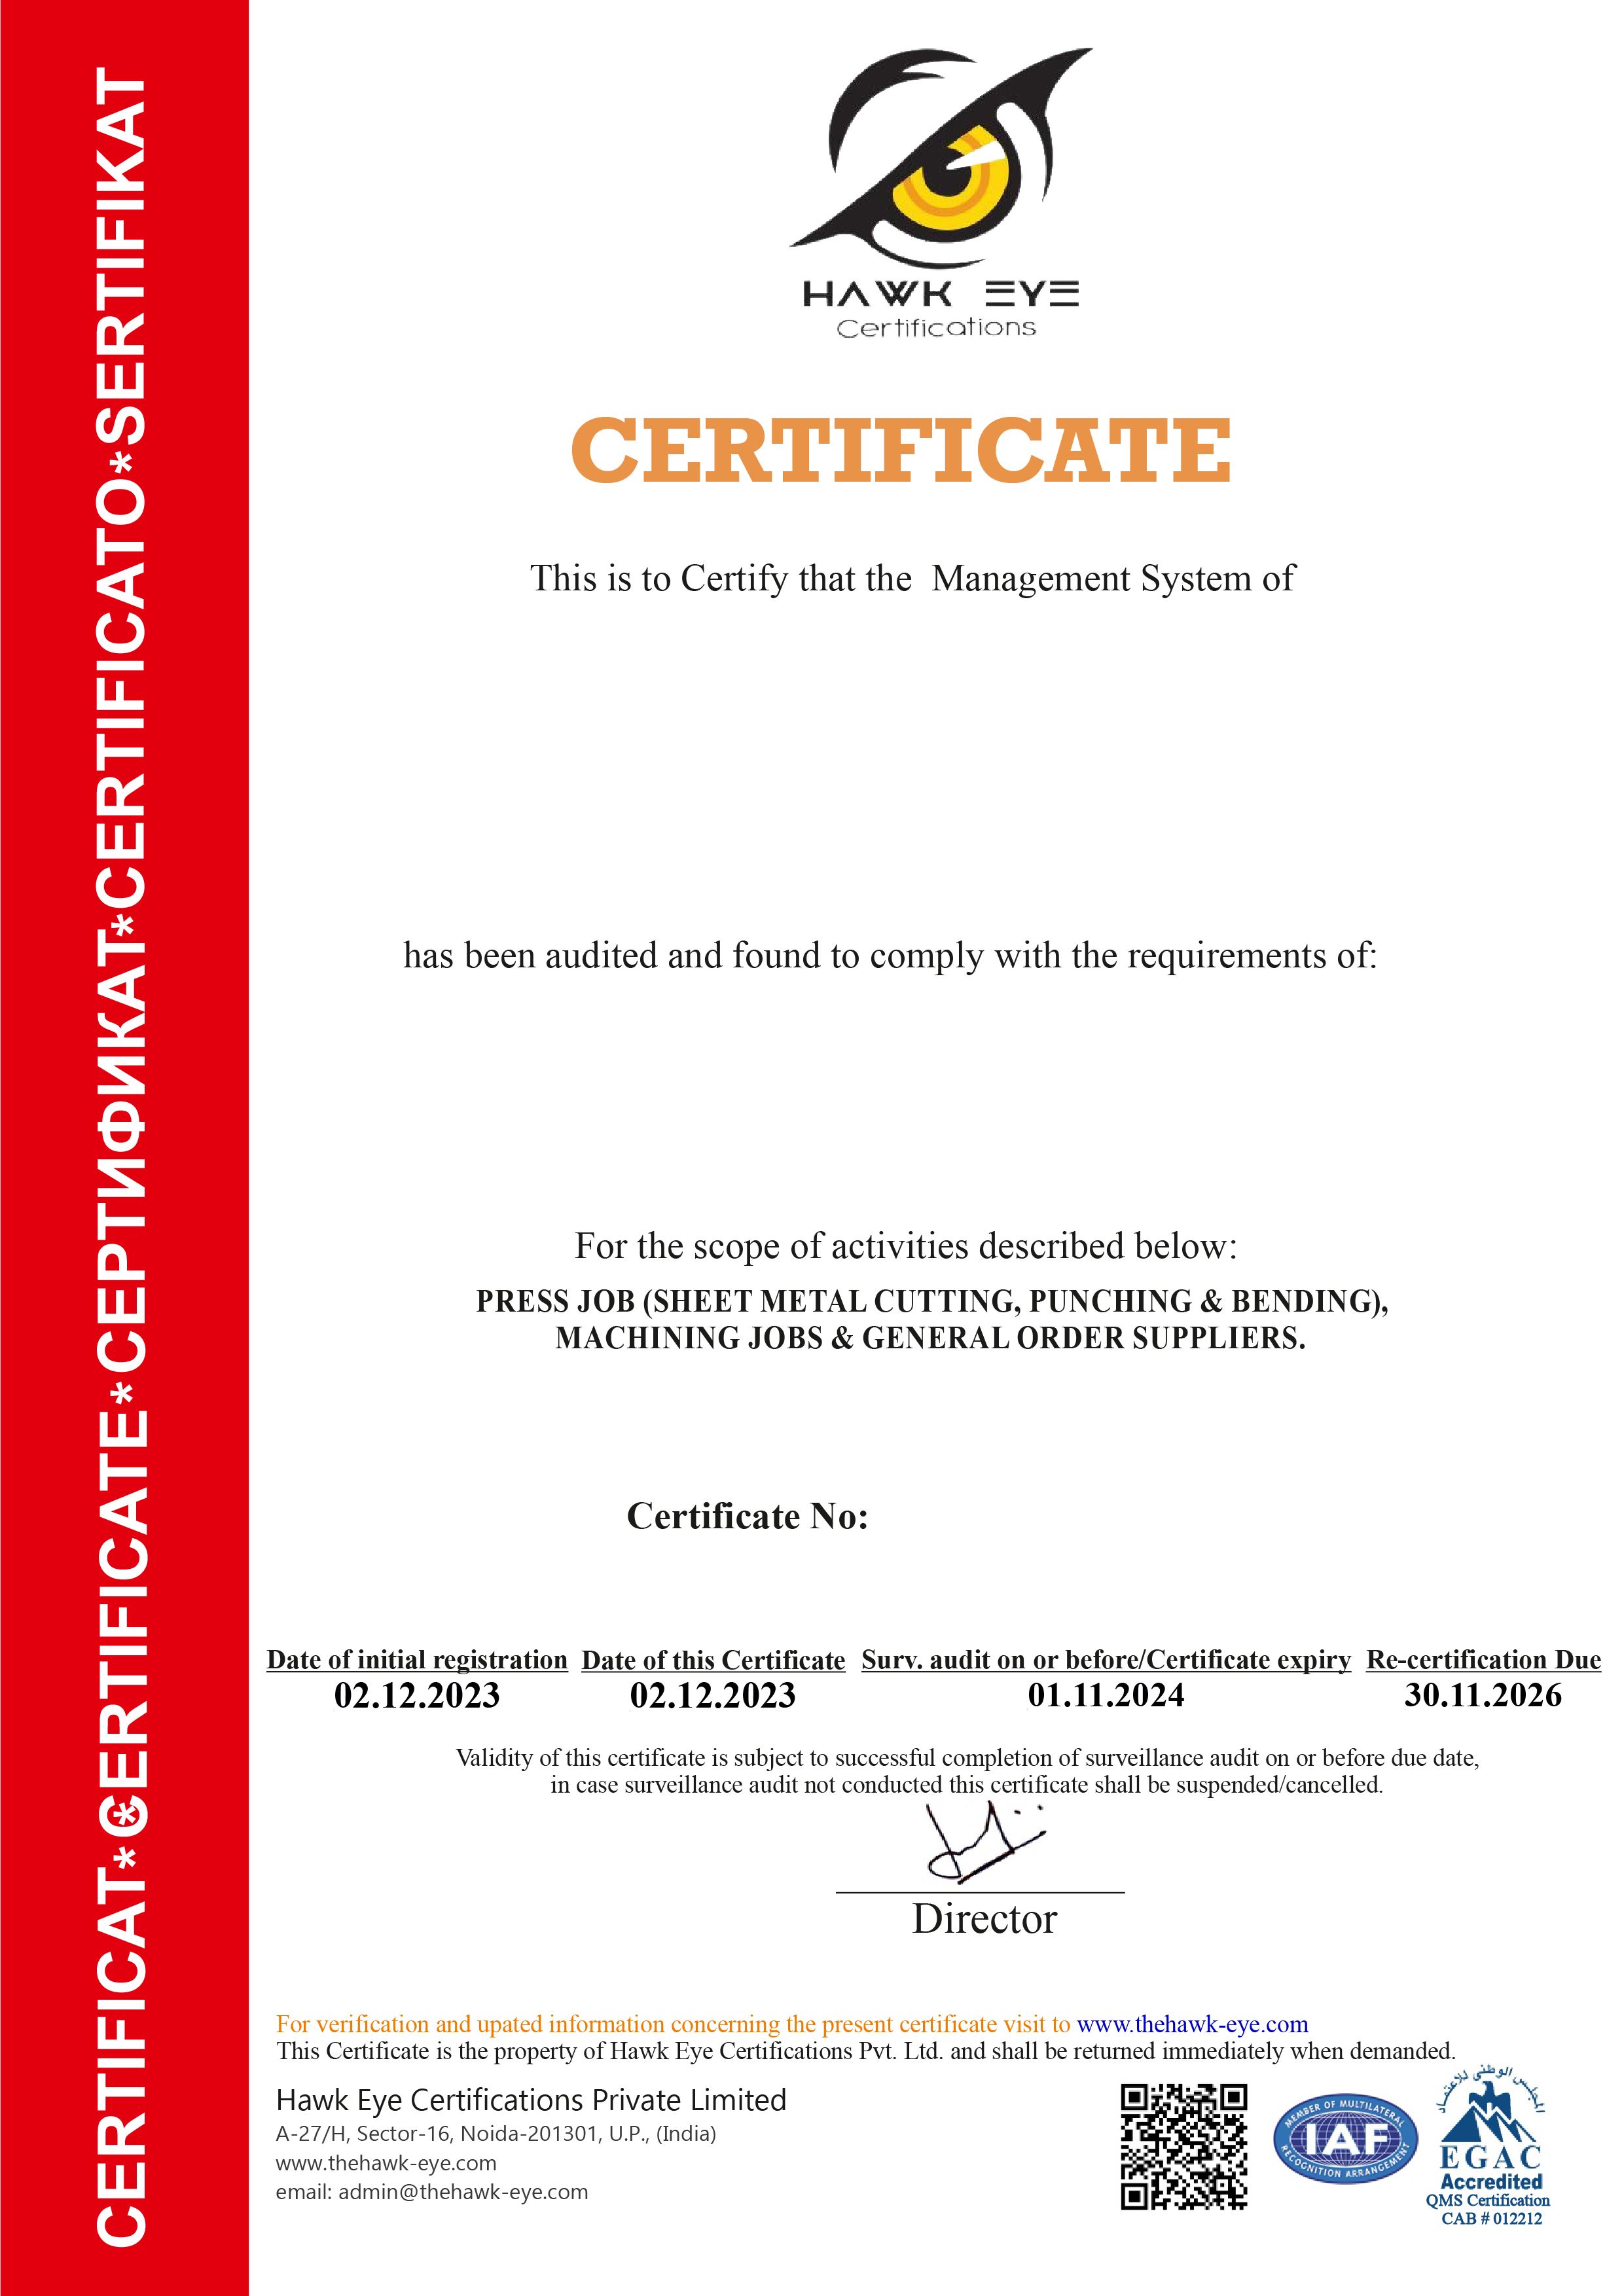 CERTIFICAT*CERTIFICATE*СЕРТИФИКАТ*CERTIFICATO*SERTIFIKAT
HAWK EYE
Certifications
CERTIFICATE
This is to Certify that the Management System of
has been audited and found to comply with the requirements of:
For the scope of activities described below:
PRESS JOB (SHEET METAL CUTTING, PUNCHING & BENDING),
MACHINING JOBS & GENERAL ORDER SUPPLIERS.
Certificate No:
Date of initial registration Date of this Certificate Surv. audit on or before/Certificate expiry Re-certification Due
02.12.2023 02.12.2023 01.11.2024 30.11.2026
Validity of this certificate is subject to successful completion of surveillance audit on or before due date,
in case surveillance audit not conducted this certificate shall be suspended/cancelled.
Director
For verification and upated information concerning the present certificate visit to www.thehawk-eye.com
This Certificate is the property of Hawk Eye Certifications Pvt. Ltd. and shall be returned immediately when demanded.
Hawk Eye Certifications Private Limited
A-27/H, Sector-16, Noida-201301, U.P., (India)
www.thehawk-eye.com
email: admin@thehawk-eye.com
MEMBER OF MULTILATERAL
IAF
RECOGNITION ARRANGEMENT
المجلس الوطنى للاعتماد
EGAC
Accredited
QMS Certification
CAB # 012212